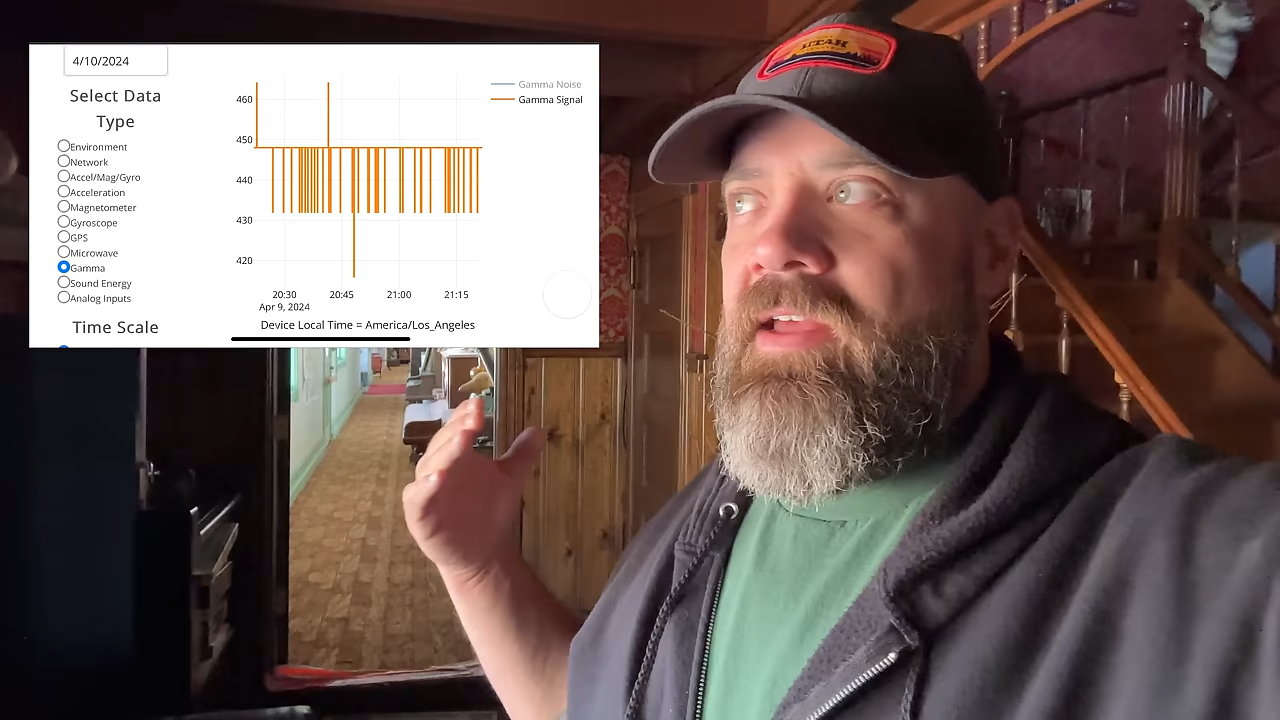 4/10/2024
Select Data
Type
Environment
Network
Accel/Mag/Gyro
Acceleration
Magnetometer
Gyroscope
GPS
Microwave
Gamma
Sound Energy
Analog Inputs
Time Scale
460
450
440
430
420
20:30
20:45
21:00
21:15
Apr 9, 2024
Device Local Time = America/Los_Angeles
Gamma Noise
Gamma Signal
UTAH